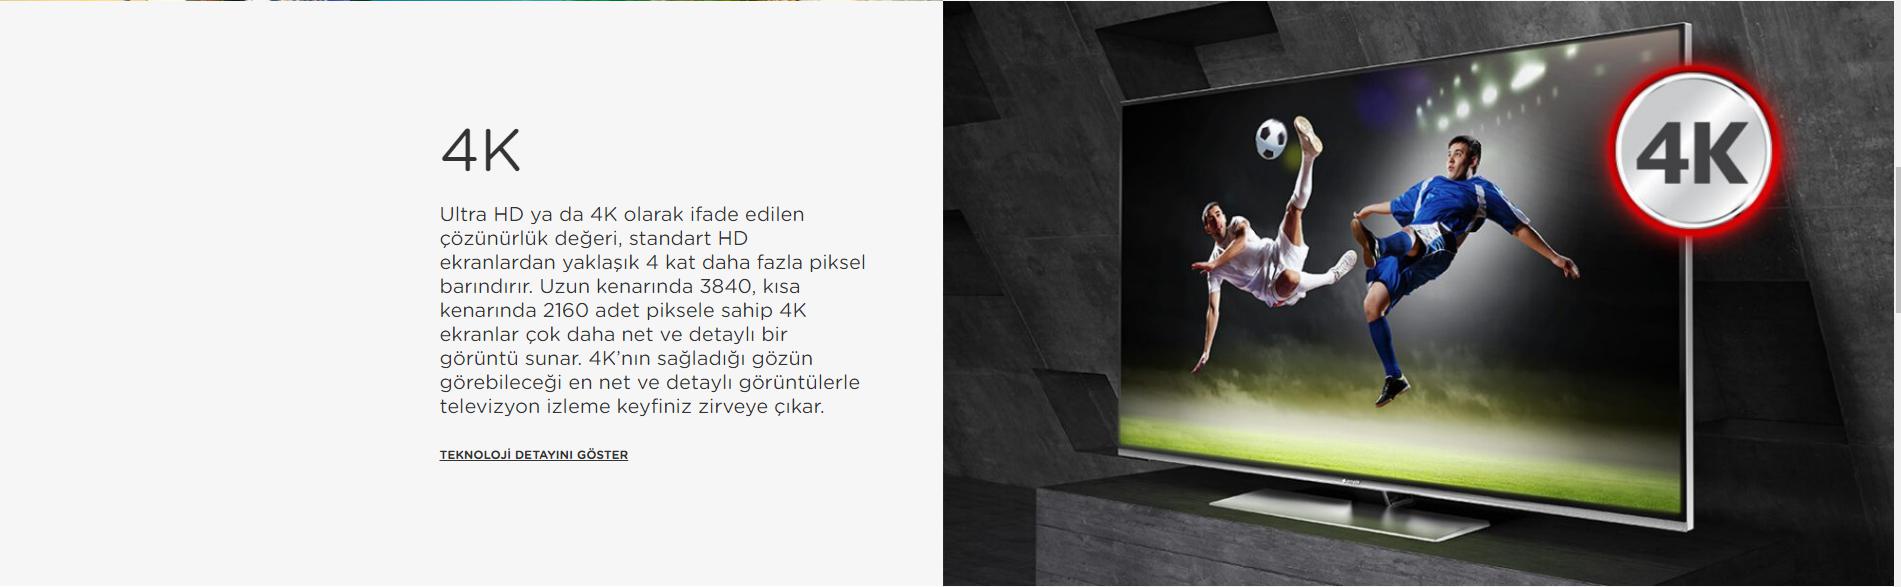 4K
Ultra HD ya da 4K olarak ifade edilen
çözünürlük değeri, standart HD
ekranlardan yaklaşık 4 kat daha fazla piksel
barındırır. Uzun kenarında 3840, kısa
kenarında 2160 adet piksele sahip 4K
ekranlar çok daha net ve detaylı bir
görüntü sunar. 4K’nın sağladığı gözün
görebileceği en net ve detaylı görüntülerle
televizyon izleme keyfiniz zirveye çıkar.
TEKNOLOJİ DETAYINI GÖSTER
4K